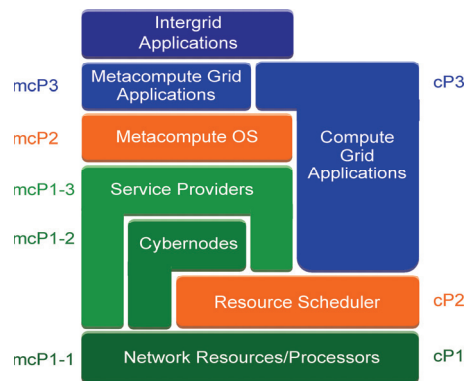 Intergrid
Applications
mcP3
Metacompute Grid
Applications
cP3
mcP2
Metacompute OS
Compute
Grid
Applications
mcP1-3
Service Providers
mcP1-2
Cybernodes
Resource Scheduler
cP2
mcP1-1
Network Resources/Processors
cP1